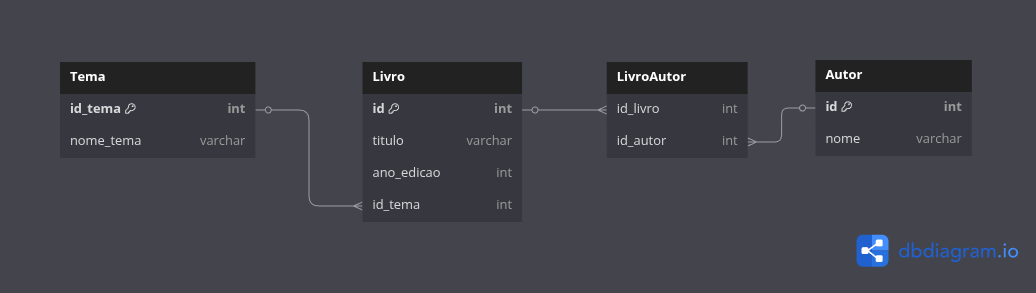 Tema
id_tema int
nome_tema varchar
Livro
id int
titulo varchar
ano_edicao int
id_tema int
LivroAutor
id_livro int
id_autor int
Autor
id int
nome varchar
dbdiagram.io